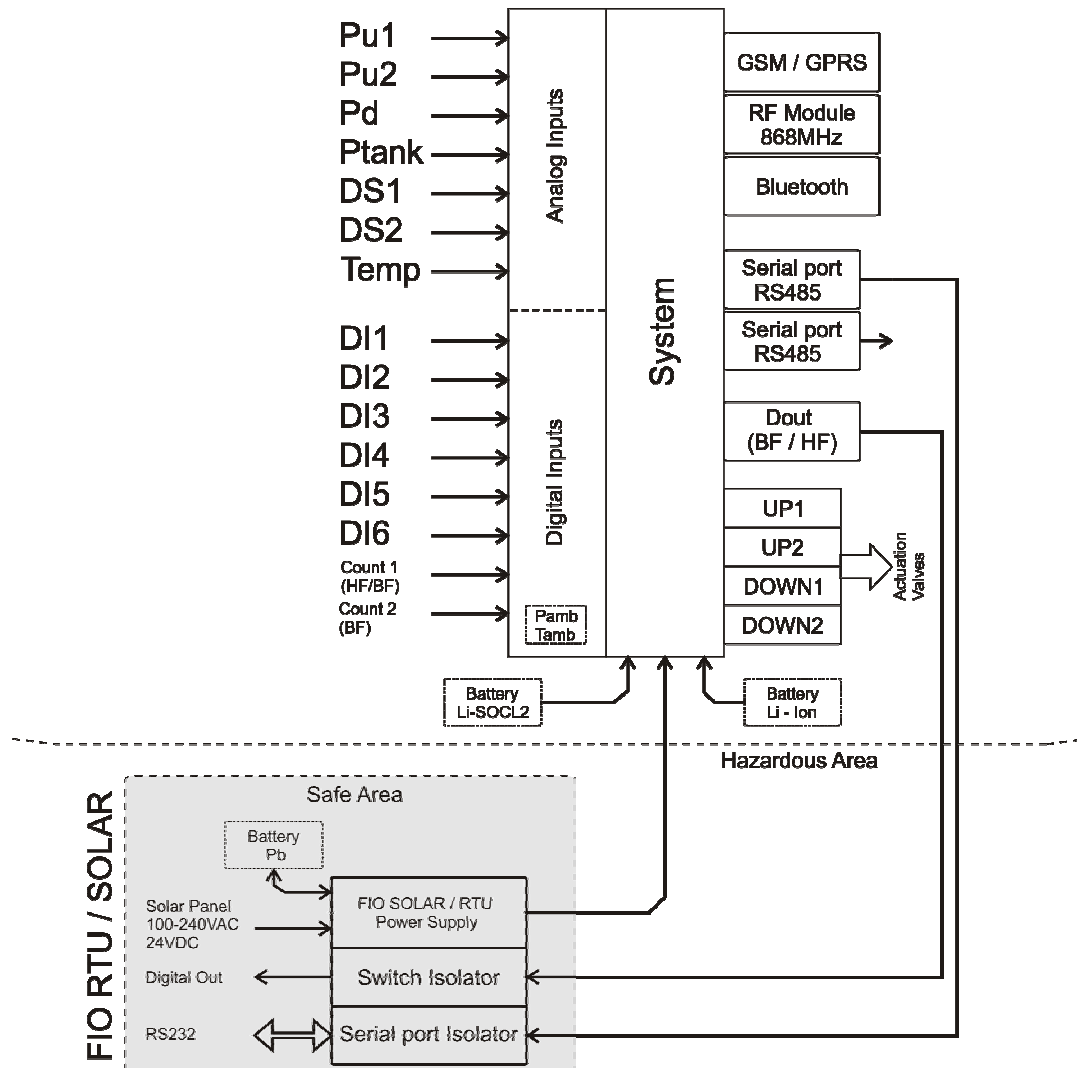 Pu1
Pu2
Pd
Ptank
DS1
DS2
Temp
DI1
DI2
DI3
DI4
DI5
DI6
Count 1
(HF/BF)
Count 2
(BF)
Analog Inputs
Digital Inputs
Pamb
Tamb
System
GSM / GPRS
RF Module
868MHz
Bluetooth
Serial port
RS485
Serial port
RS485
Dout
(BF / HF)
UP1
UP2
DOWN1
DOWN2
Actuation
Valves
Battery
Li-SOCL2
Battery
Li - Ion
Hazardous Area
FIO RTU / SOLAR
Safe Area
Battery
Pb
Solar Panel
100-240VAC
24VDC
FIO SOLAR / RTU
Power Supply
Digital Out
Switch Isolator
RS232
Serial port Isolator